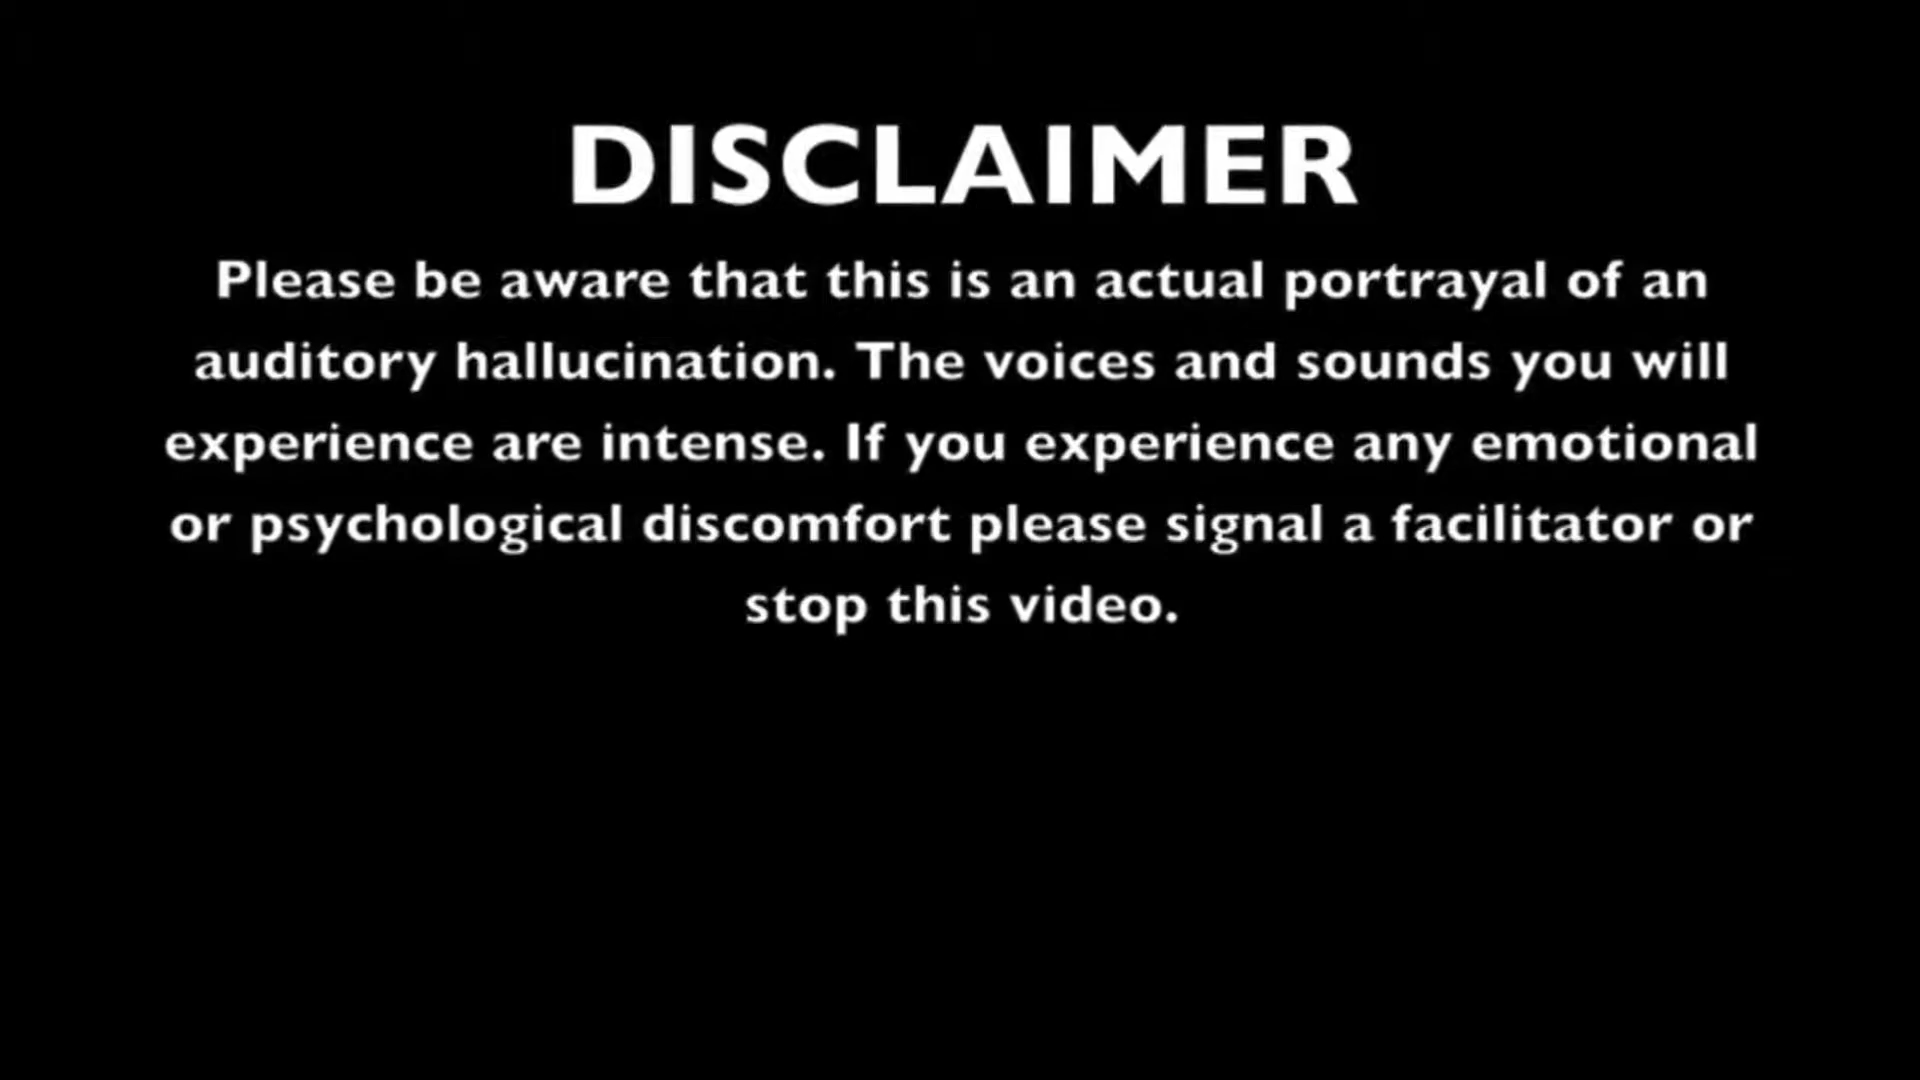 DISCLAIMER
Please be aware that this is an actual portrayal of an
auditory hallucination. The voices and sounds you will
experience are intense. If you experience any emotional
or psychological discomfort please signal a facilitator or
stop this video.